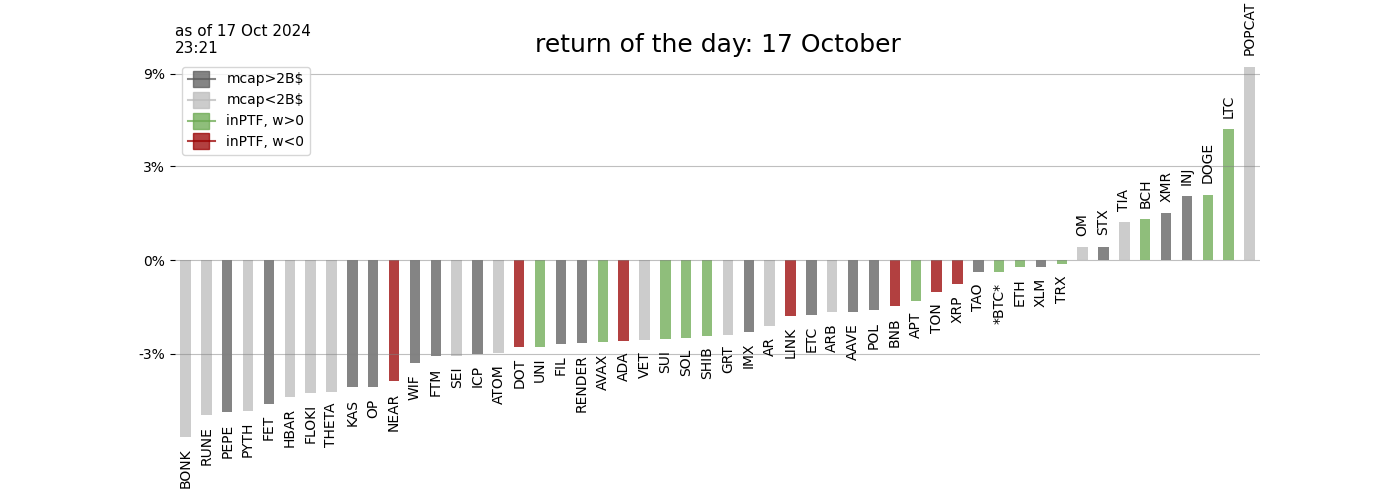 as of 17 Oct 2024
23:21
return of the day: 17 October
mcap>2B$
mcap<2B$
inPTF, w>0
inPTF, w<0
9%
3%
0%
-3%
BONK
RUNE
PEPE
PYTH
FET
HBAR
FLOKI
THETA
KAS
OP
NEAR
WIF
FTM
SEI
ICP
ATOM
DOT
UNI
FIL
RENDER
AVAX
ADA
VET
SUI
SOL
SHIB
GRT
IMX
AR
LINK
ETC
ARB
AAVE
POL
BNB
APT
TON
XRP
TAO
*BTC*
ETH
XLM
TRX
OM
STX
TIA
BCH
XMR
INJ
DOGE
LTC
POPCAT